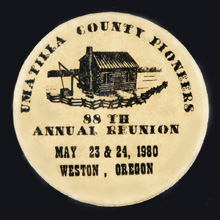 UMATILLA COUNTY PIONEERS
88 TH
ANNUAL REUNION
MAY 23 & 24, 1980
WESTON, OREGON